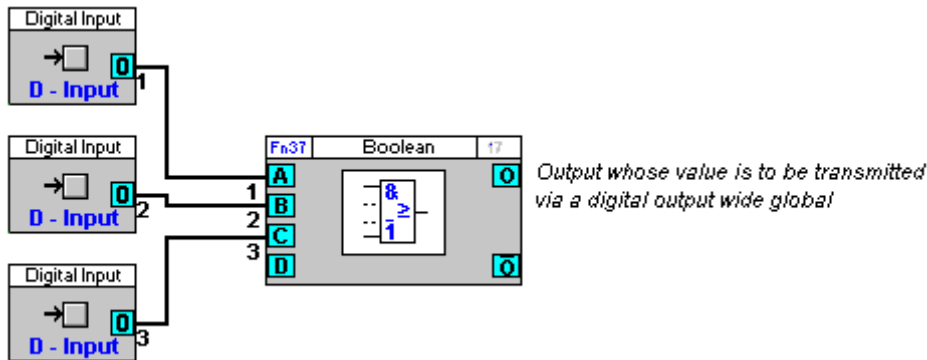 Digital Input
0
D - Input
1
Digital Input
0
D - Input
2
Digital Input
0
D - Input
3
Fn37 Boolean 17
1 A O
2 B
3 C
D O
&
≥
1
Output whose value is to be transmitted
via a digital output wide global